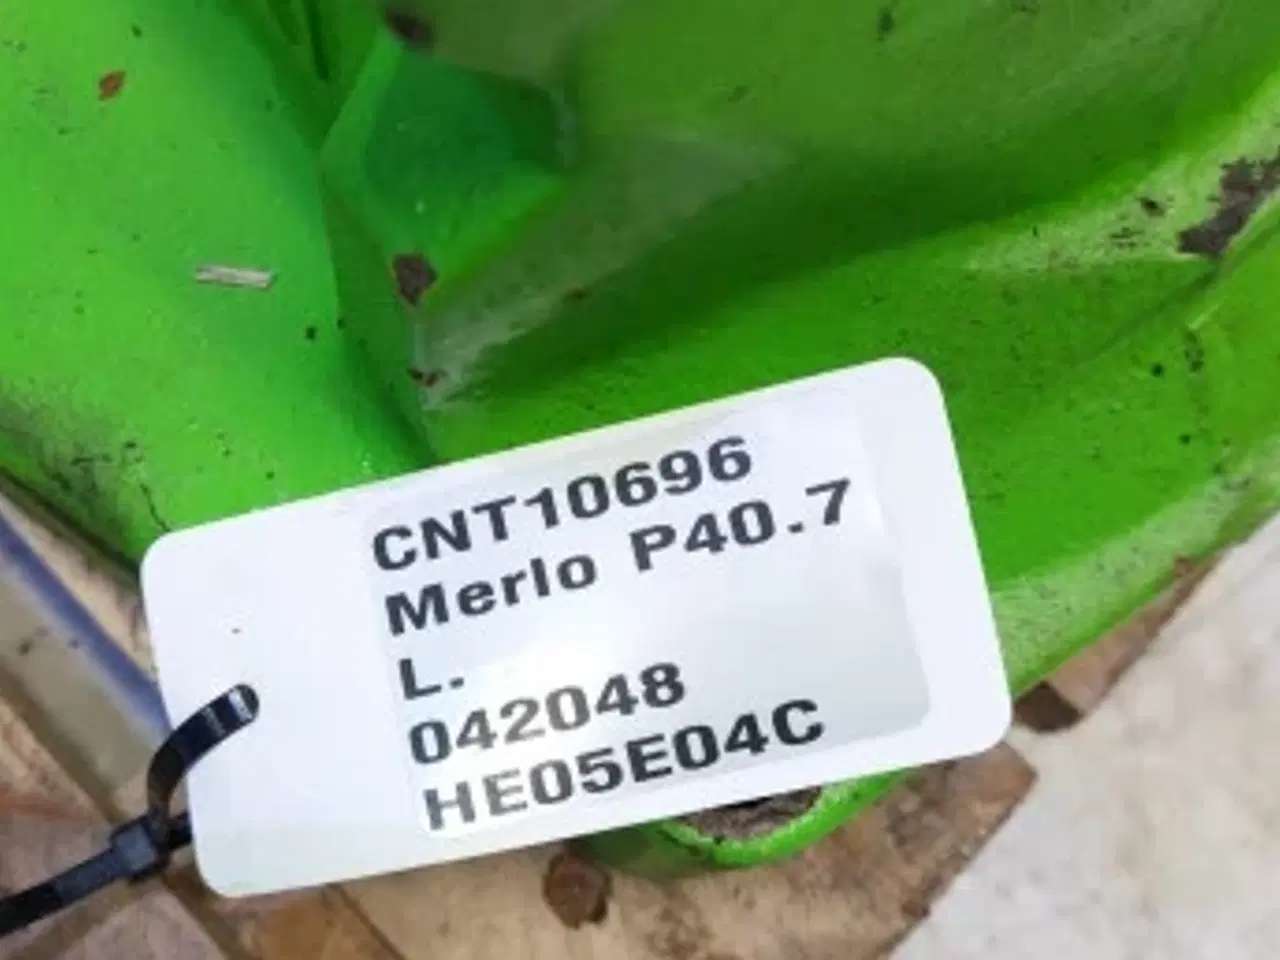 CNT10696
Merlo P40.7
L.
042048
HE05E04C